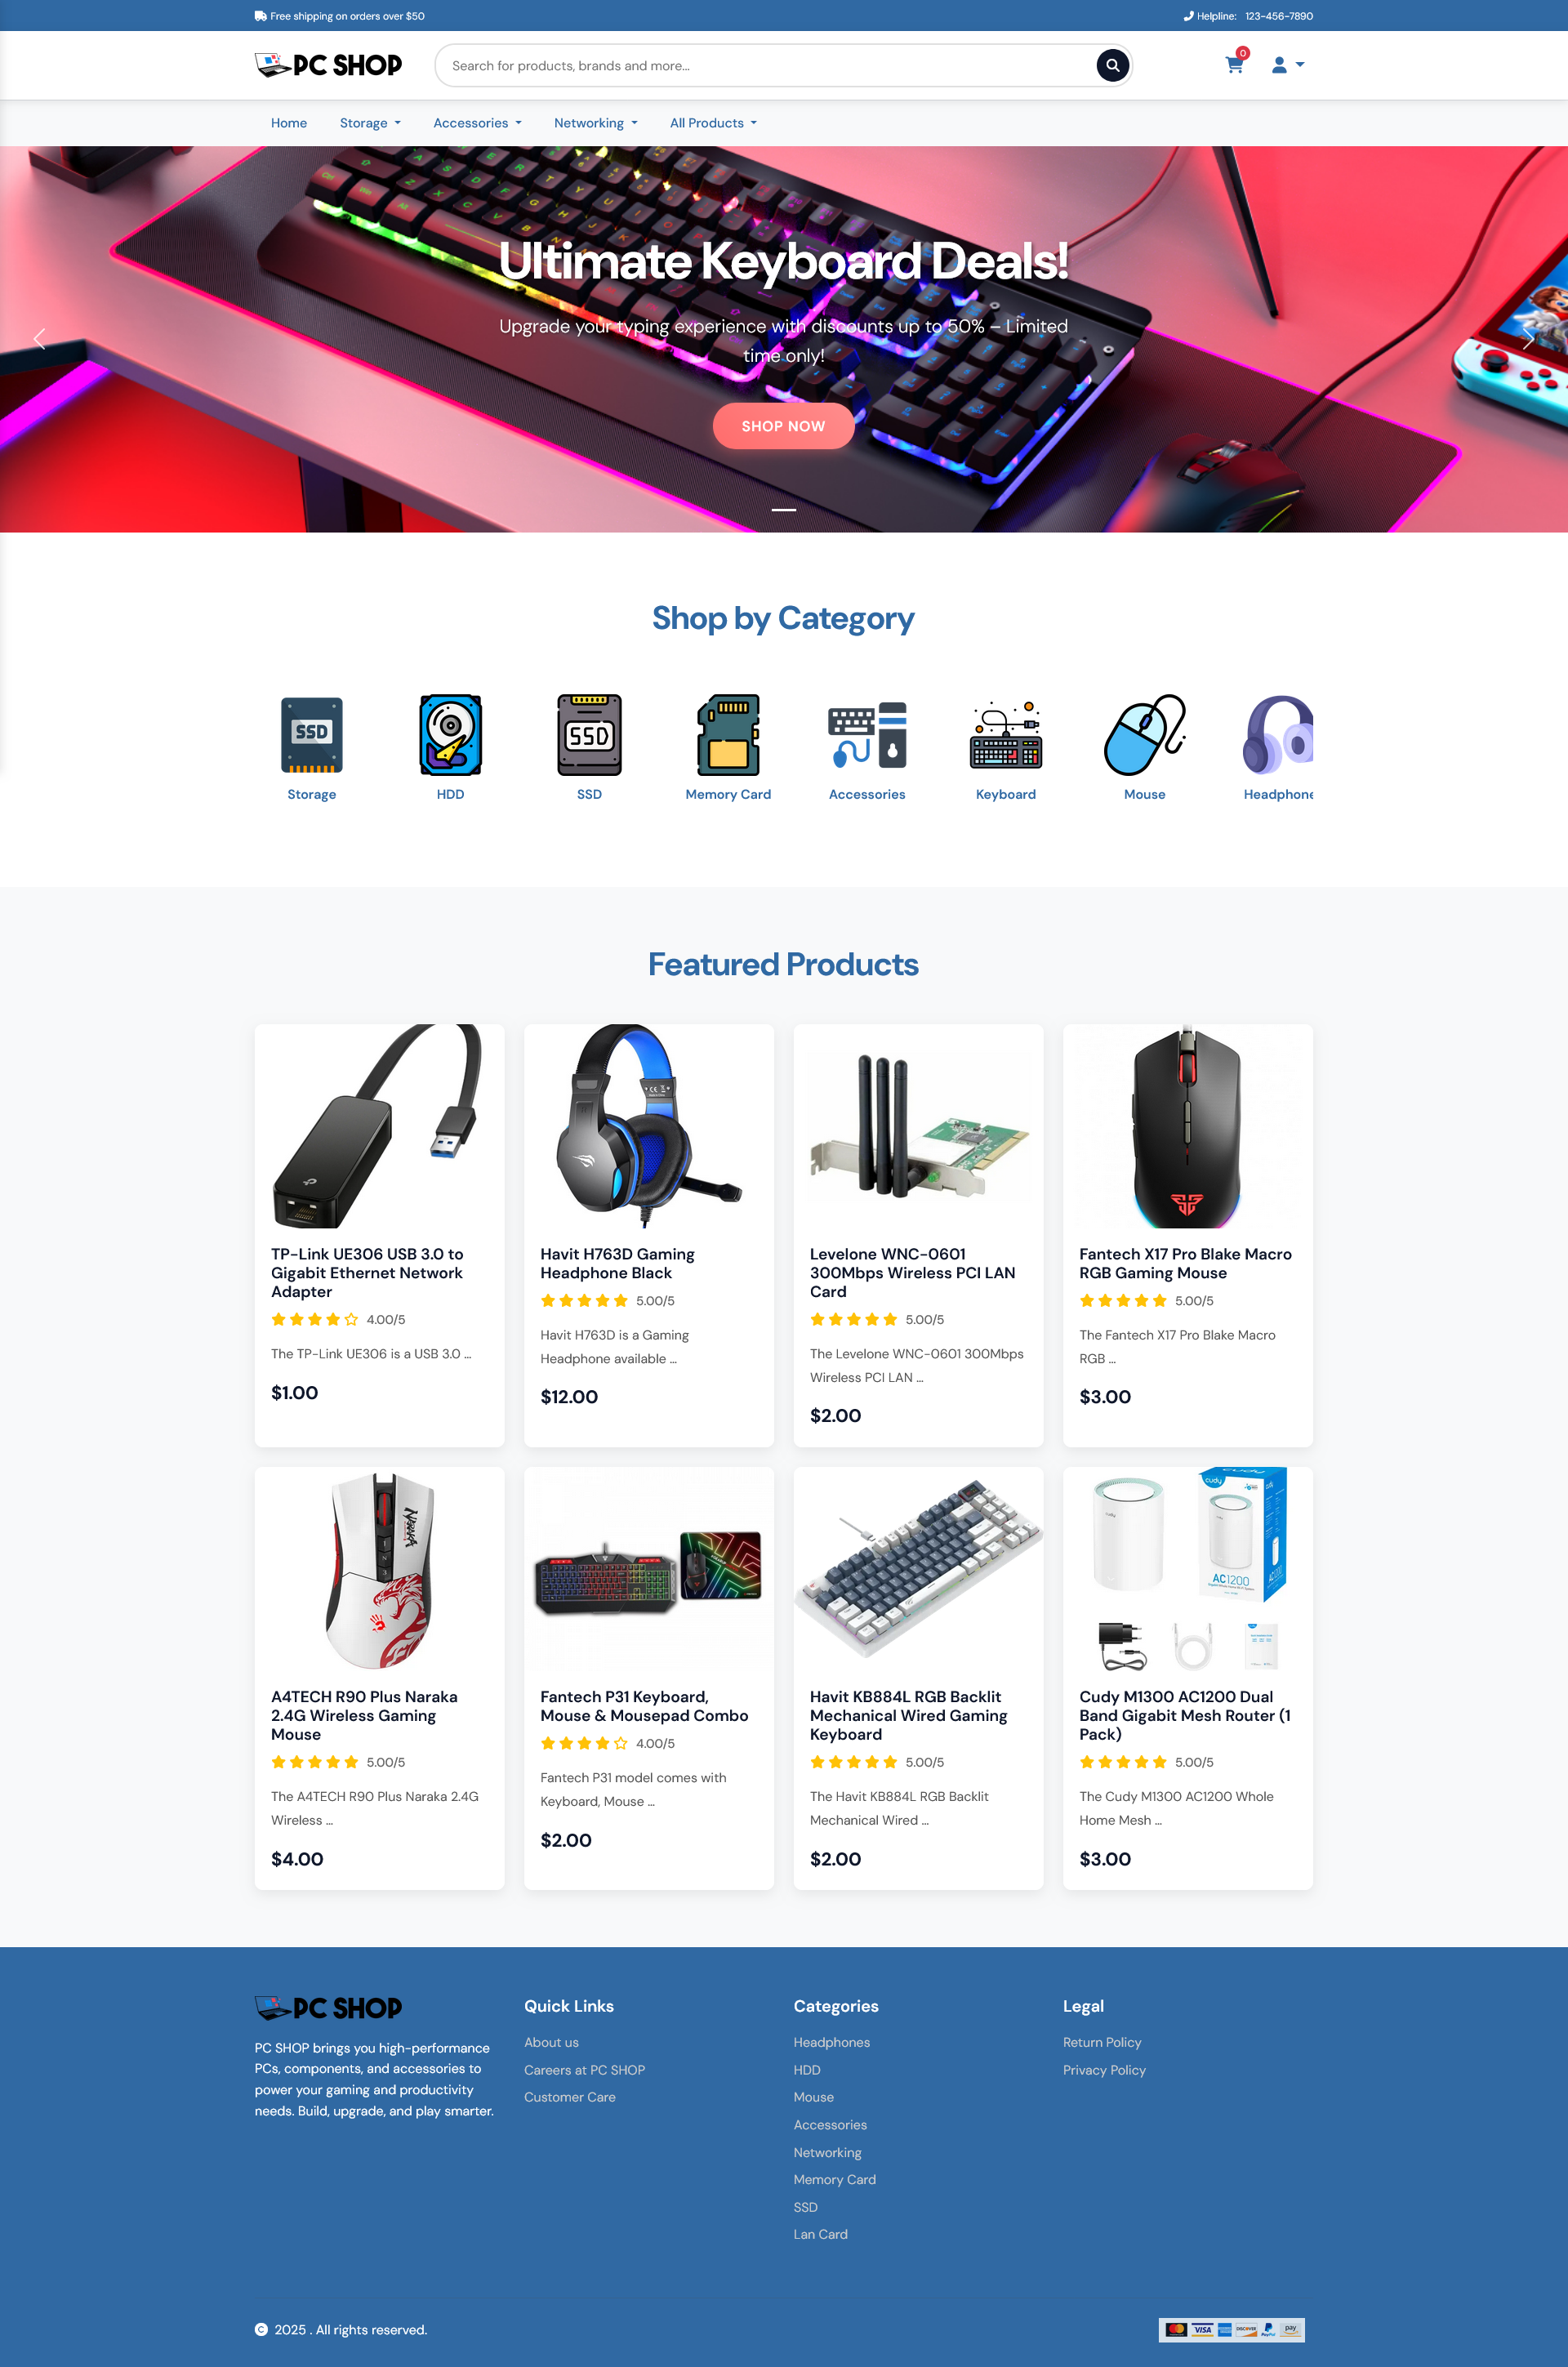 Free shipping on orders over $50
Helpline: 123-456-7890
PC SHOP
Search for products, brands and more...
0
Home
Storage
Accessories
Networking
All Products
Ultimate Keyboard Deals!
Upgrade your typing experience with discounts up to 50% – Limited
time only!
SHOP NOW
Shop by Category
SSD
SSD
Storage
HDD
SSD
Memory Card
Accessories
Keyboard
Mouse
Headphone
Featured Products
TP-Link UE306 USB 3.0 to
Gigabit Ethernet Network
Adapter
4.00/5
The TP-Link UE306 is a USB 3.0 ...
$1.00
Havit H763D Gaming
Headphone Black
5.00/5
Havit H763D is a Gaming
Headphone available ...
$12.00
Levelone WNC-0601
300Mbps Wireless PCI LAN
Card
5.00/5
The Levelone WNC-0601 300Mbps
Wireless PCI LAN ...
$2.00
Fantech X17 Pro Blake Macro
RGB Gaming Mouse
5.00/5
The Fantech X17 Pro Blake Macro
RGB ...
$3.00
A4TECH R90 Plus Naraka
2.4G Wireless Gaming
Mouse
5.00/5
The A4TECH R90 Plus Naraka 2.4G
Wireless ...
$4.00
Fantech P31 Keyboard,
Mouse & Mousepad Combo
4.00/5
Fantech P31 model comes with
Keyboard, Mouse ...
$2.00
Havit KB884L RGB Backlit
Mechanical Wired Gaming
Keyboard
5.00/5
The Havit KB884L RGB Backlit
Mechanical Wired ...
$2.00
cudy
AC1200
Cudy M1300 AC1200 Dual
Band Gigabit Mesh Router (1
Pack)
5.00/5
The Cudy M1300 AC1200 Whole
Home Mesh ...
$3.00
PC SHOP
PC SHOP brings you high-performance
PCs, components, and accessories to
power your gaming and productivity
needs. Build, upgrade, and play smarter.
Quick Links
About us
Careers at PC SHOP
Customer Care
Categories
Headphones
HDD
Mouse
Accessories
Networking
Memory Card
SSD
Lan Card
Legal
Return Policy
Privacy Policy
© 2025 . All rights reserved.
VISA
DISCOVER
PayPal
pay